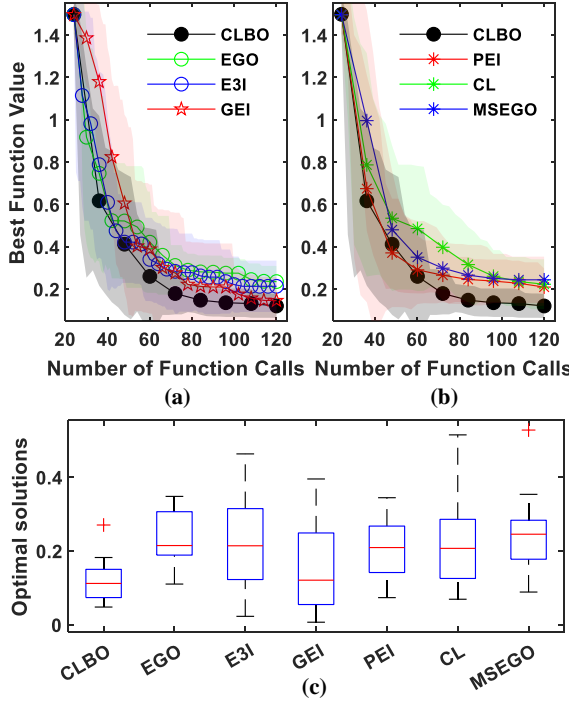 1.4
1.2
1
0.8
0.6
0.4
0.2
Best Function Value
CLBO
EGO
E3I
GEI
20 40 60 80 100 120
Number of Function Calls
(a)
1.4
1.2
1
0.8
0.6
0.4
0.2
CLBO
PEI
CL
MSEGO
20 40 60 80 100 120
Number of Function Calls
(b)
Optimal solutions
0.4
0.2
0
CLBO EGO E3I GEI PEI CL MSEGO
(c)